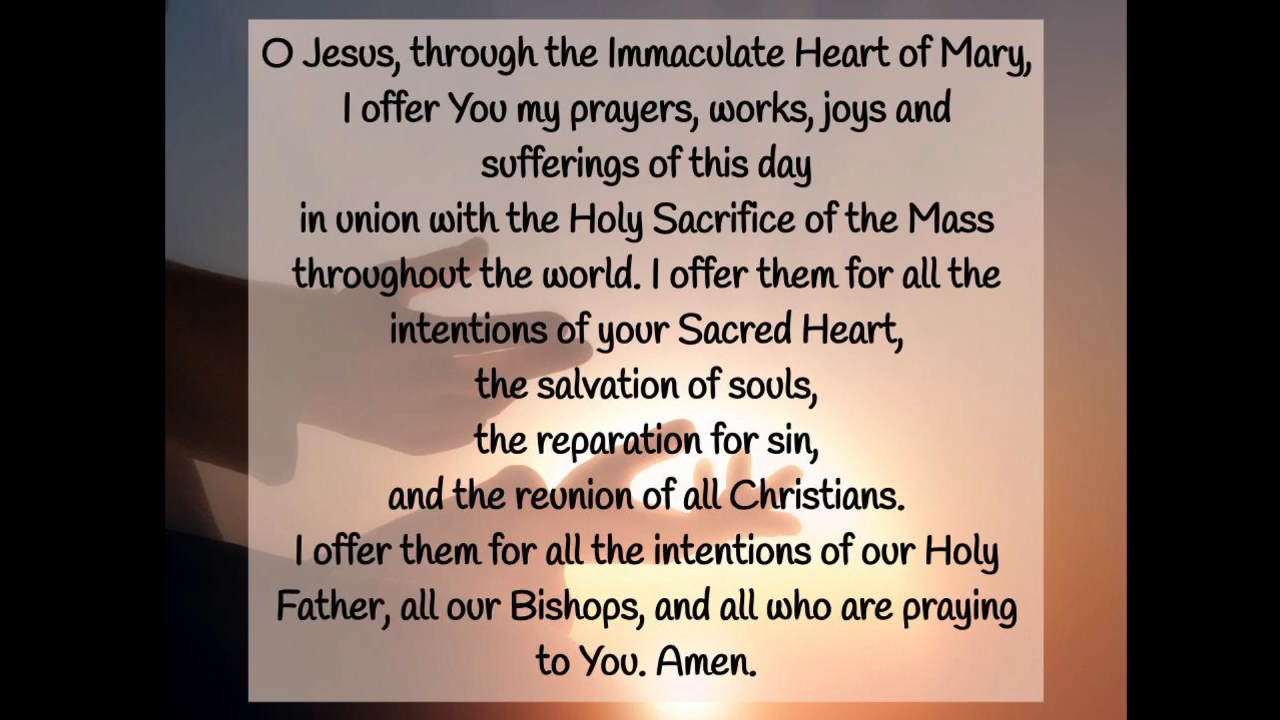 O Jesus, through the Immaculate Heart of Mary,
I offer You my prayers, works, joys and
sufferings of this day
in union with the Holy Sacrifice of the Mass
throughout the world. I offer them for all the
intentions of your Sacred Heart,
the salvation of souls,
the reparation for sin,
and the reunion of all Christians.
I offer them for all the intentions of our Holy
Father, all our Bishops, and all who are praying
to You. Amen.